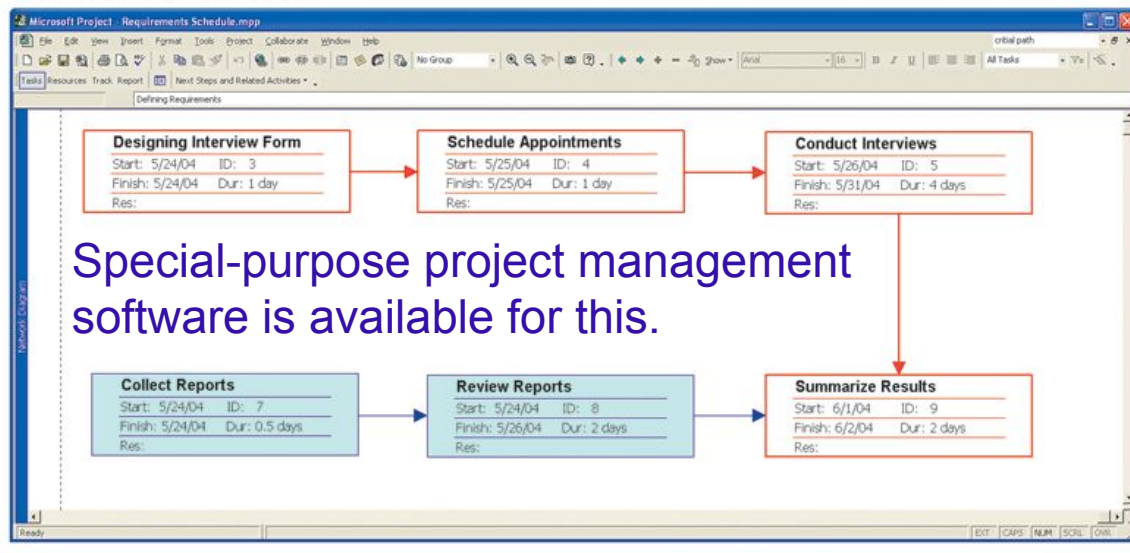 Microsoft Project - Requirements Schedule.mpp
File Edit View Insert Format Tools Project Collaborate Window Help
critial path
No Group
Show
Arial
16
B I U
All Tasks
Tasks Resources Track Report
Next Steps and Related Activities
Defining Requirements
Designing Interview Form
Start: 5/24/04 ID: 3
Finish: 5/24/04 Dur: 1 day
Res:
Schedule Appointments
Start: 5/25/04 ID: 4
Finish: 5/25/04 Dur: 1 day
Res:
Conduct Interviews
Start: 5/26/04 ID: 5
Finish: 5/31/04 Dur: 4 days
Res:
Special-purpose project management
software is available for this.
Network Diagram
Collect Reports
Start: 5/24/04 ID: 7
Finish: 5/24/04 Dur: 0.5 days
Res:
Review Reports
Start: 5/24/04 ID: 8
Finish: 5/26/04 Dur: 2 days
Res:
Summarize Results
Start: 6/1/04 ID: 9
Finish: 6/2/04 Dur: 2 days
Res:
Ready
EXT CAPS NUM SCRL OVR